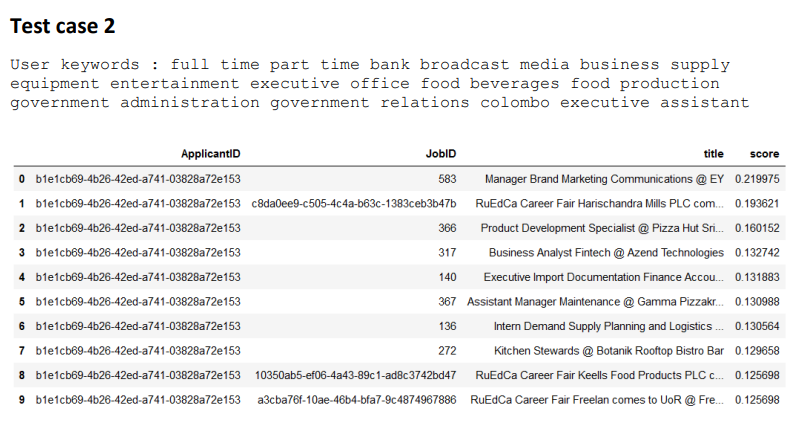 Test case 2
User keywords : full time part time bank broadcast media business supply
equipment entertainment executive office food beverages food production
government administration government relations colombo executive assistant
ApplicantID JobID title score
0 b1e1cb69-4b26-42ed-a741-03828a72e153 583 Manager Brand Marketing Communications @ EY 0.219975
1 b1e1cb69-4b26-42ed-a741-03828a72e153 c8da0ee9-c505-4c4a-b63c-1383ceb3b47b RuEdCa Career Fair Harischandra Mills PLC com... 0.193621
2 b1e1cb69-4b26-42ed-a741-03828a72e153 366 Product Development Specialist @ Pizza Hut Sri... 0.160152
3 b1e1cb69-4b26-42ed-a741-03828a72e153 317 Business Analyst Fintech @ Azend Technologies 0.132742
4 b1e1cb69-4b26-42ed-a741-03828a72e153 140 Executive Import Documentation Finance Accou... 0.131883
5 b1e1cb69-4b26-42ed-a741-03828a72e153 367 Assistant Manager Maintenance @ Gamma Pizzakr... 0.130988
6 b1e1cb69-4b26-42ed-a741-03828a72e153 136 Intern Demand Supply Planning and Logistics ... 0.130564
7 b1e1cb69-4b26-42ed-a741-03828a72e153 272 Kitchen Stewards @ Botanik Rooftop Bistro Bar 0.129658
8 b1e1cb69-4b26-42ed-a741-03828a72e153 10350ab5-ef06-4a43-89c1-ad8c3742bd47 RuEdCa Career Fair Keells Food Products PLC c... 0.125698
9 b1e1cb69-4b26-42ed-a741-03828a72e153 a3cba76f-10ae-46b4-bfa7-9c4874967886 RuEdCa Career Fair Freelan comes to UoR @ Fre... 0.125698